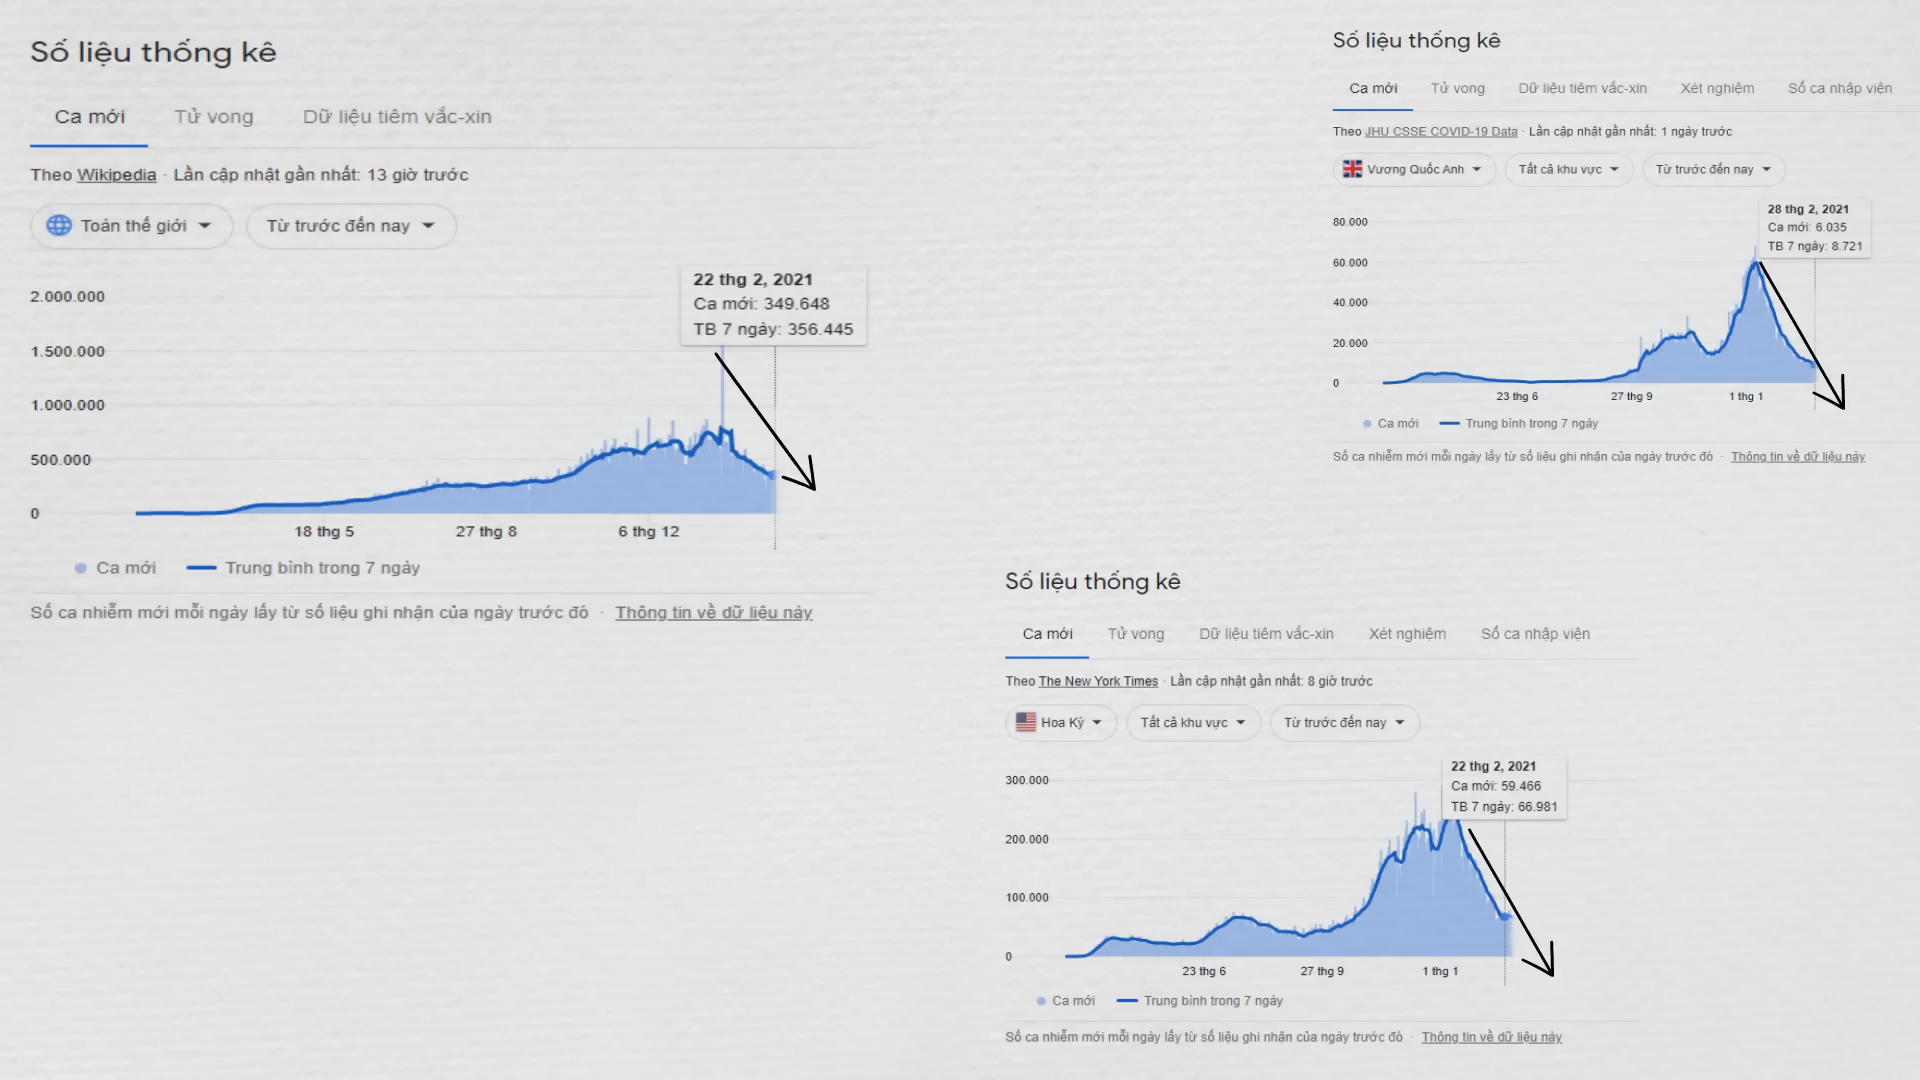 Số liệu thống kê
Ca mới Tử vong Dữ liệu tiêm vắc-xin
Theo Wikipedia · Lần cập nhật gần nhất: 13 giờ trước
Toàn thế giới Từ trước đến nay
22 thg 2, 2021
Ca mới: 349.648
TB 7 ngày: 356.445
2.000.000
1.500.000
1.000.000
500.000
0
18 thg 5 27 thg 8 6 thg 12
Ca mới Trung bình trong 7 ngày
Số ca nhiễm mới mỗi ngày lấy từ số liệu ghi nhận của ngày trước đó · Thông tin về dữ liệu này
Số liệu thống kê
Ca mới Tử vong Dữ liệu tiêm vắc-xin Xét nghiệm Số ca nhập viện
Theo JHU CSSE COVID-19 Data · Lần cập nhật gần nhất: 1 ngày trước
Vương Quốc Anh Tất cả khu vực Từ trước đến nay
28 thg 2, 2021
Ca mới: 6.035
TB 7 ngày: 8.721
80.000
60.000
40.000
20.000
0
23 thg 6 27 thg 9 1 thg 1
Ca mới Trung bình trong 7 ngày
Số ca nhiễm mới mỗi ngày lấy từ số liệu ghi nhận của ngày trước đó · Thông tin về dữ liệu này
Số liệu thống kê
Ca mới Tử vong Dữ liệu tiêm vắc-xin Xét nghiệm Số ca nhập viện
Theo The New York Times · Lần cập nhật gần nhất: 8 giờ trước
Hoa Kỳ Tất cả khu vực Từ trước đến nay
22 thg 2, 2021
Ca mới: 59.466
TB 7 ngày: 66.981
300.000
200.000
100.000
0
23 thg 6 27 thg 9 1 thg 1
Ca mới Trung bình trong 7 ngày
Số ca nhiễm mới mỗi ngày lấy từ số liệu ghi nhận của ngày trước đó · Thông tin về dữ liệu này